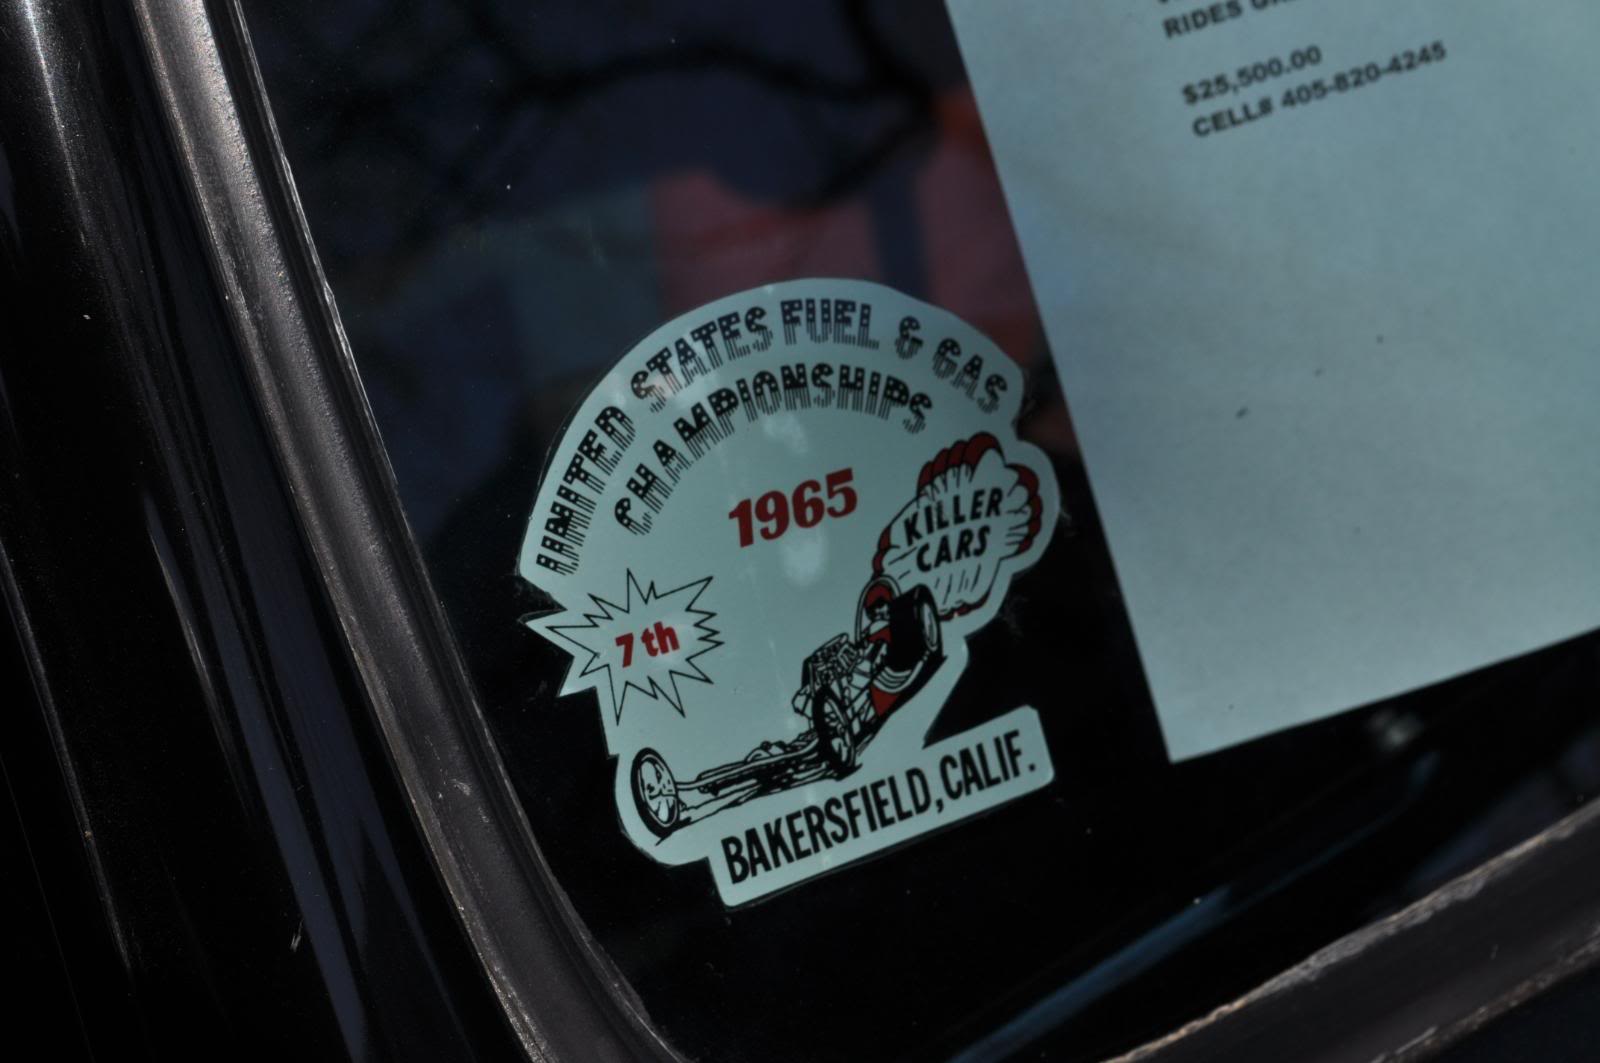 UNITED STATES FUEL & GAS
CHAMPIONSHIPS
1965
KILLER
CARS
7th
BAKERSFIELD, CALIF.
RIDES
$25,500.00
CELL# 405-820-4245